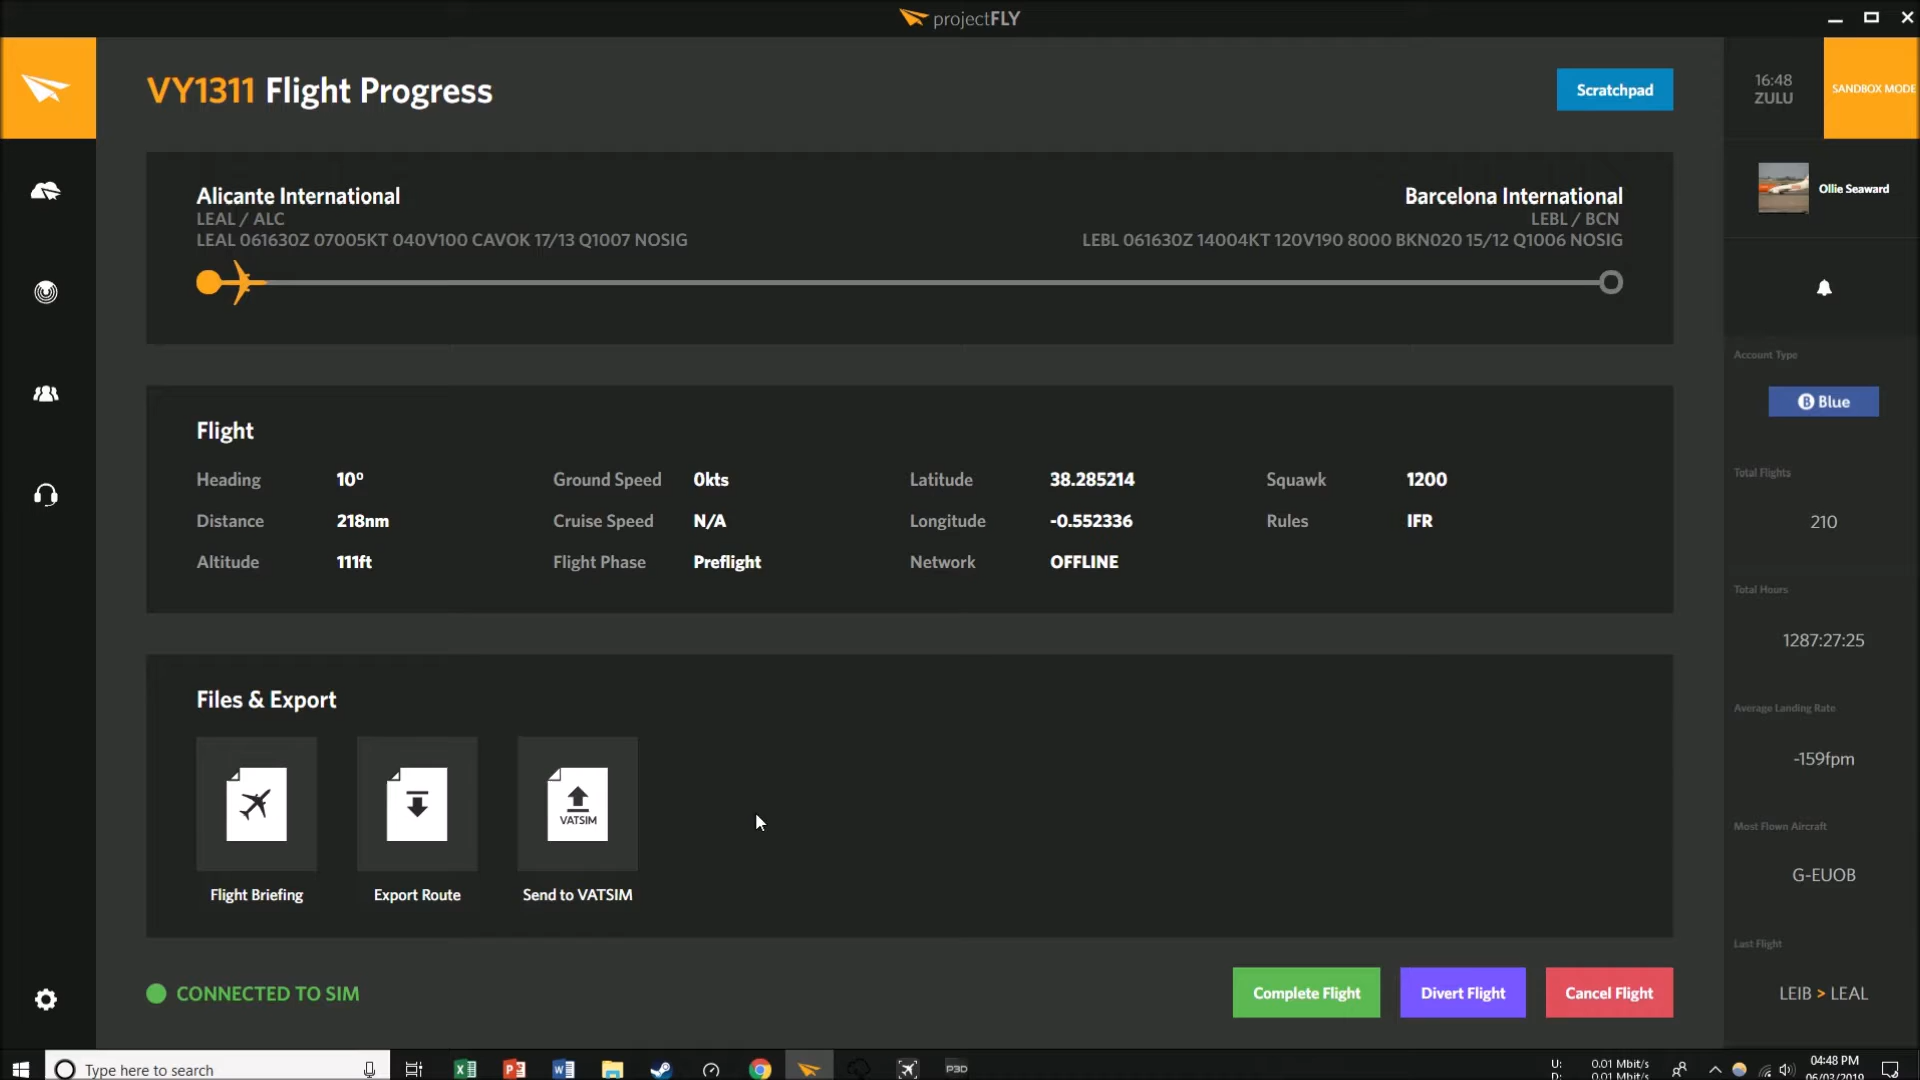 projectFLY
VY1311 Flight Progress
Scratchpad
16:48
ZULU
SANDBOX MODE
Alicante International
LEAL / ALC
LEAL 061630Z 07005KT 040V100 CAVOK 17/13 Q1007 NOSIG
Barcelona International
LEBL / BCN
LEBL 061630Z 14004KT 120V190 8000 BKN020 15/12 Q1006 NOSIG
Ollie Seaward
Flight
Heading 10º Ground Speed 0kts Latitude 38.285214 Squawk 1200
Distance 218nm Cruise Speed N/A Longitude -0.552336 Rules IFR
Altitude 111ft Flight Phase Preflight Network OFFLINE
Account Type
B Blue
Total Flights
210
Total Hours
1287:27:25
Average Landing Rate
-159fpm
Most Flown Aircraft
G-EUOB
Last Flight
LEIB > LEAL
Files & Export
VATSIM
Flight Briefing Export Route Send to VATSIM
CONNECTED TO SIM
Complete Flight Divert Flight Cancel Flight
Type here to search
P3D
U: 0.01 Mbit/s
D: 0.01 Mbit/s
04:48 PM
06/03/2019